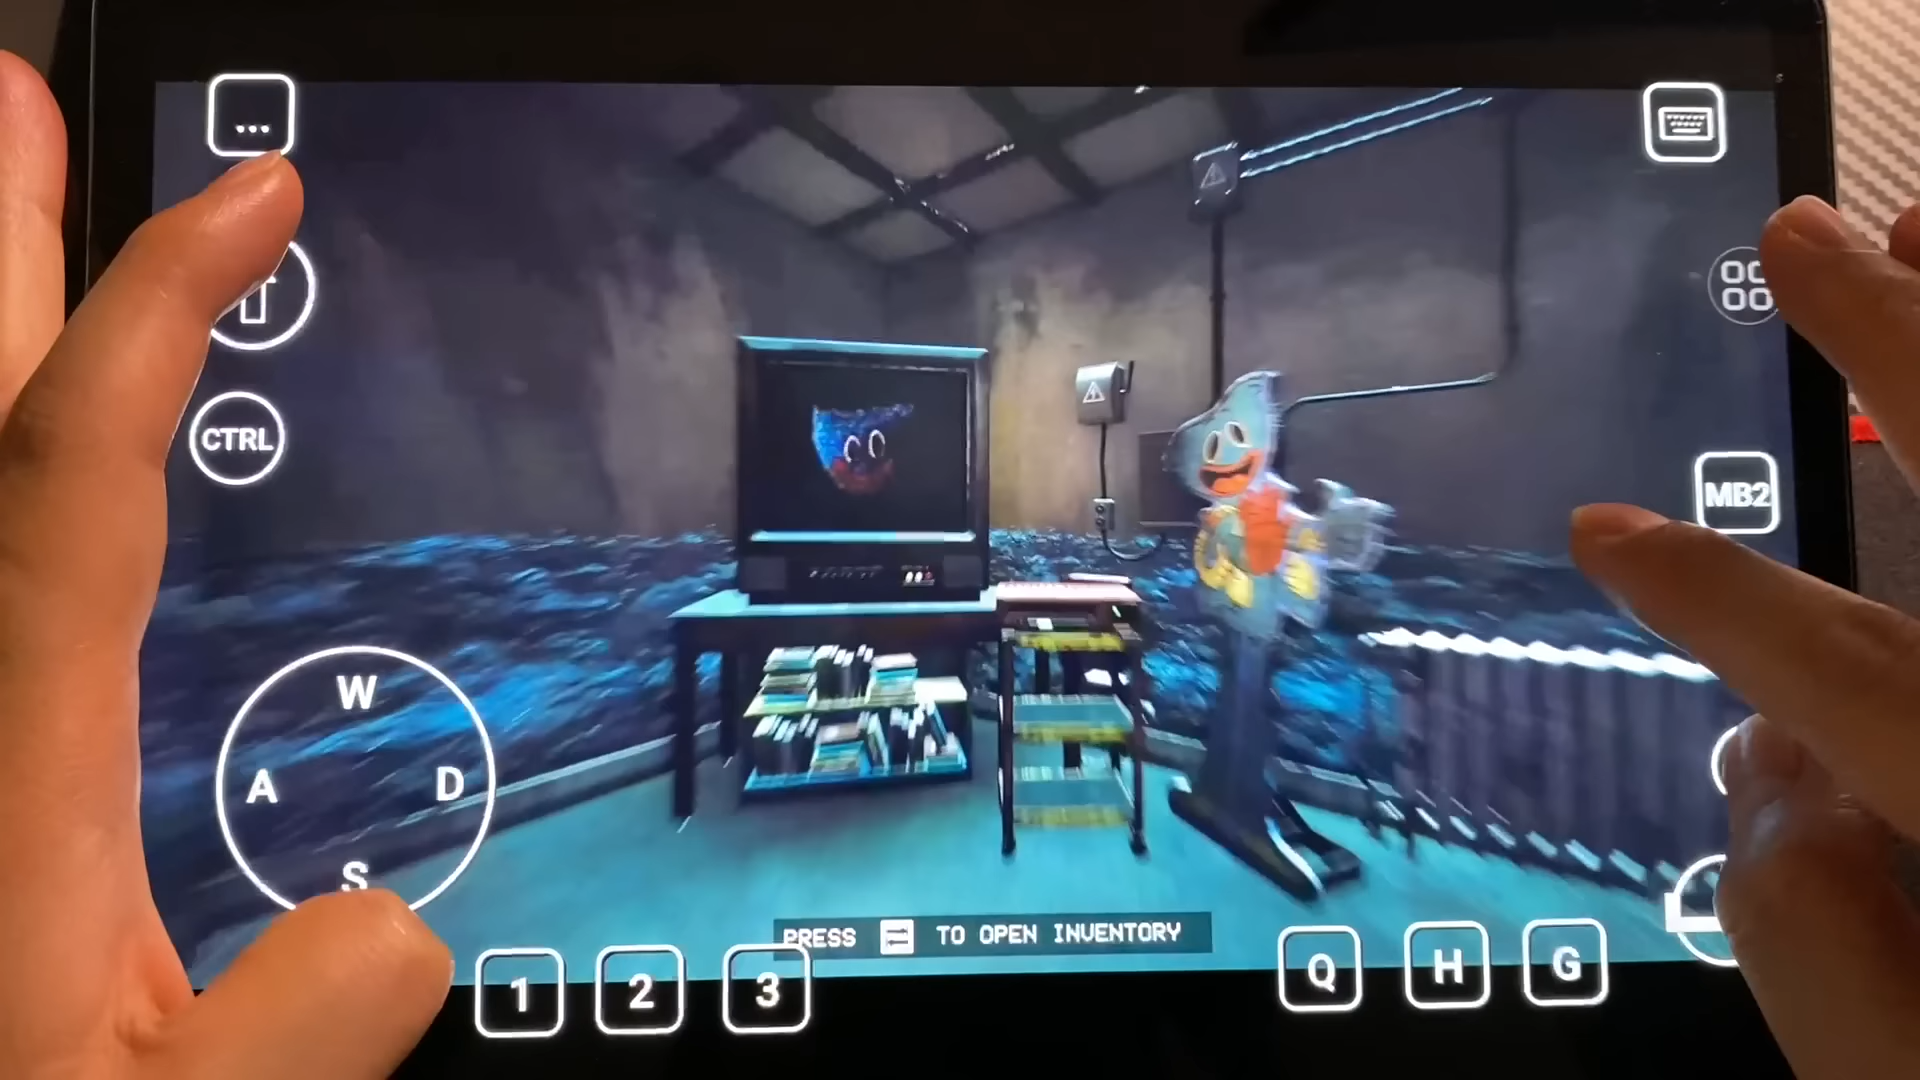 ...
CTRL
MB2
W
A D
S
PRESS TO OPEN INVENTORY
1 2 3
Q H G